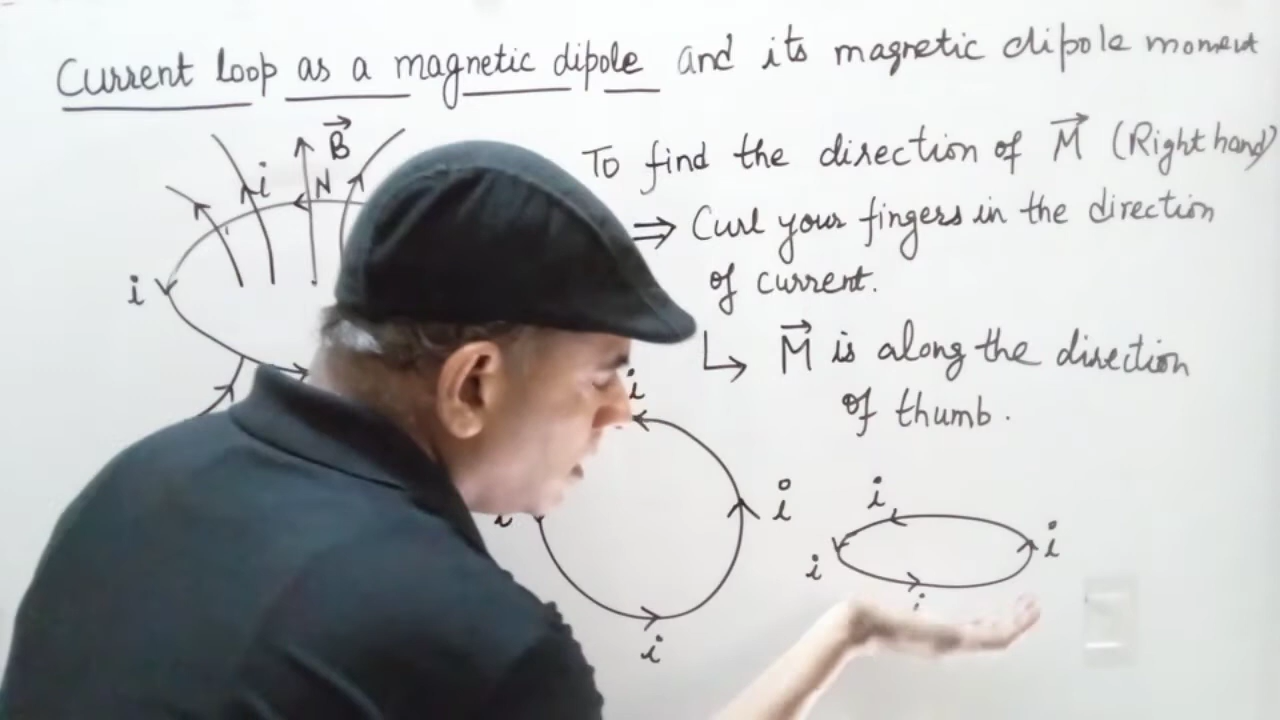 Current Loop as a magnetic dipole and its magnetic dipole moment
B
i
N
i
To find the direction of M (Right hand)
⇒ Curl your fingers in the direction
of current.
↳ M is along the direction
of thumb.
i
i
i
i
i
i
i
i